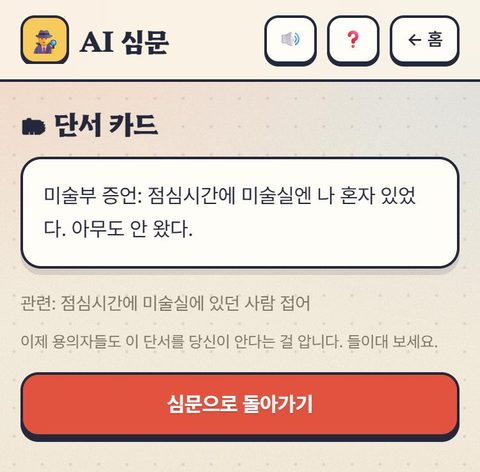 AI 심문
?
← 홈
단서 카드
미술부 증언: 점심시간에 미술실엔 나 혼자 있었
다. 아무도 안 왔다.
관련: 점심시간에 미술실에 있던 사람 접어
이제 용의자들도 이 단서를 당신이 안다는 걸 압니다. 들이대 보세요.
심문으로 돌아가기